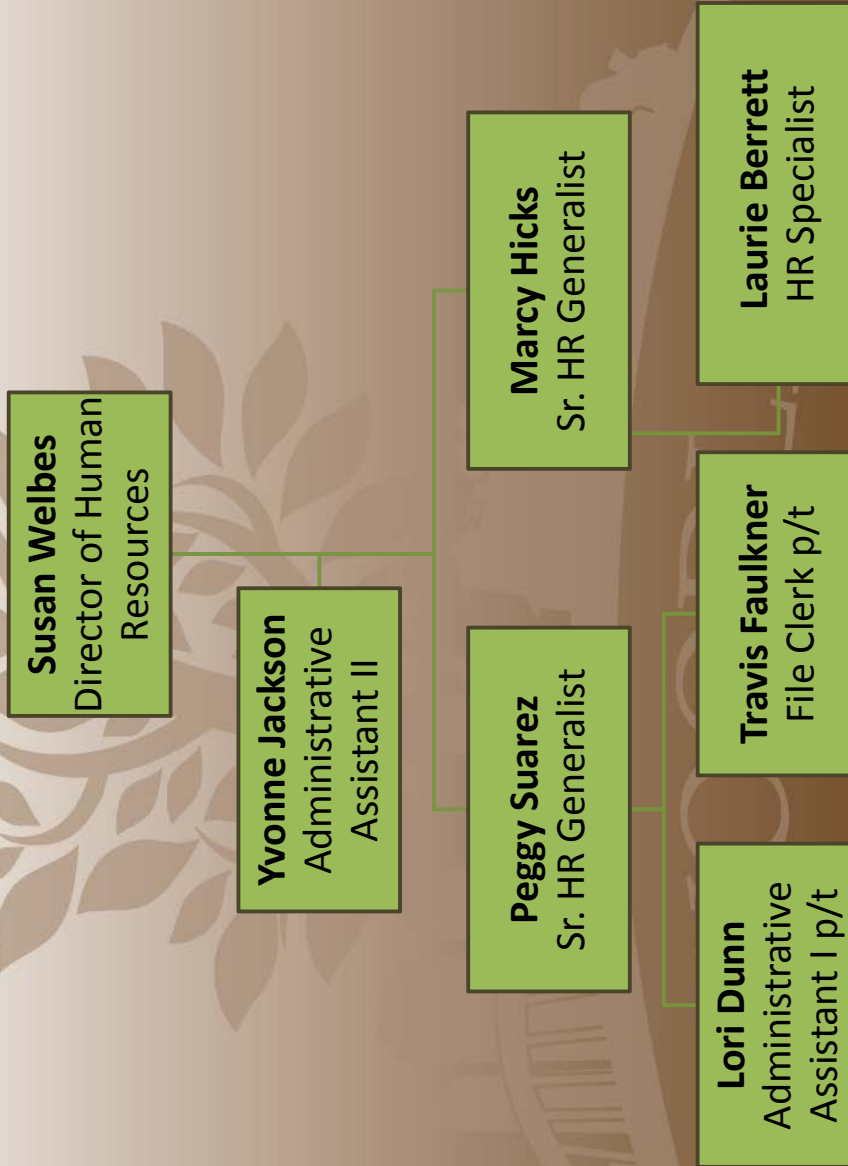 Susan Welbes
Director of Human
Resources
Yvonne Jackson
Administrative
Assistant II
Peggy Suarez
Sr. HR Generalist
Marcy Hicks
Sr. HR Generalist
Lori Dunn
Administrative
Assistant I p/t
Travis Faulkner
File Clerk p/t
Laurie Berrett
HR Specialist